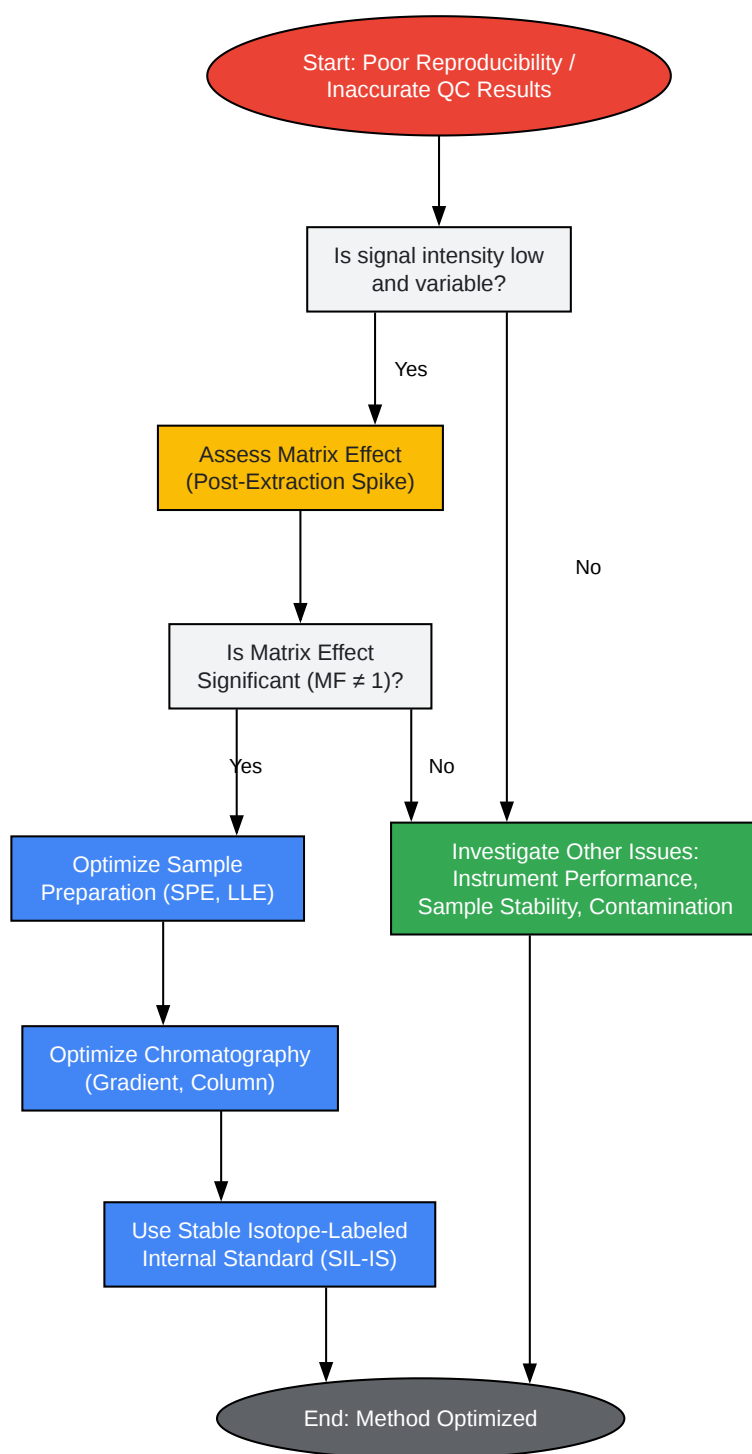 Start: Poor Reproducibility /
Inaccurate QC Results
Is signal intensity low
and variable?
Yes
Assess Matrix Effect
(Post-Extraction Spike)
No
Is Matrix Effect
Significant (MF ≠ 1)?
Yes
No
Optimize Sample
Preparation (SPE, LLE)
Investigate Other Issues:
Instrument Performance,
Sample Stability, Contamination
Optimize Chromatography
(Gradient, Column)
Use Stable Isotope-Labeled
Internal Standard (SIL-IS)
End: Method Optimized